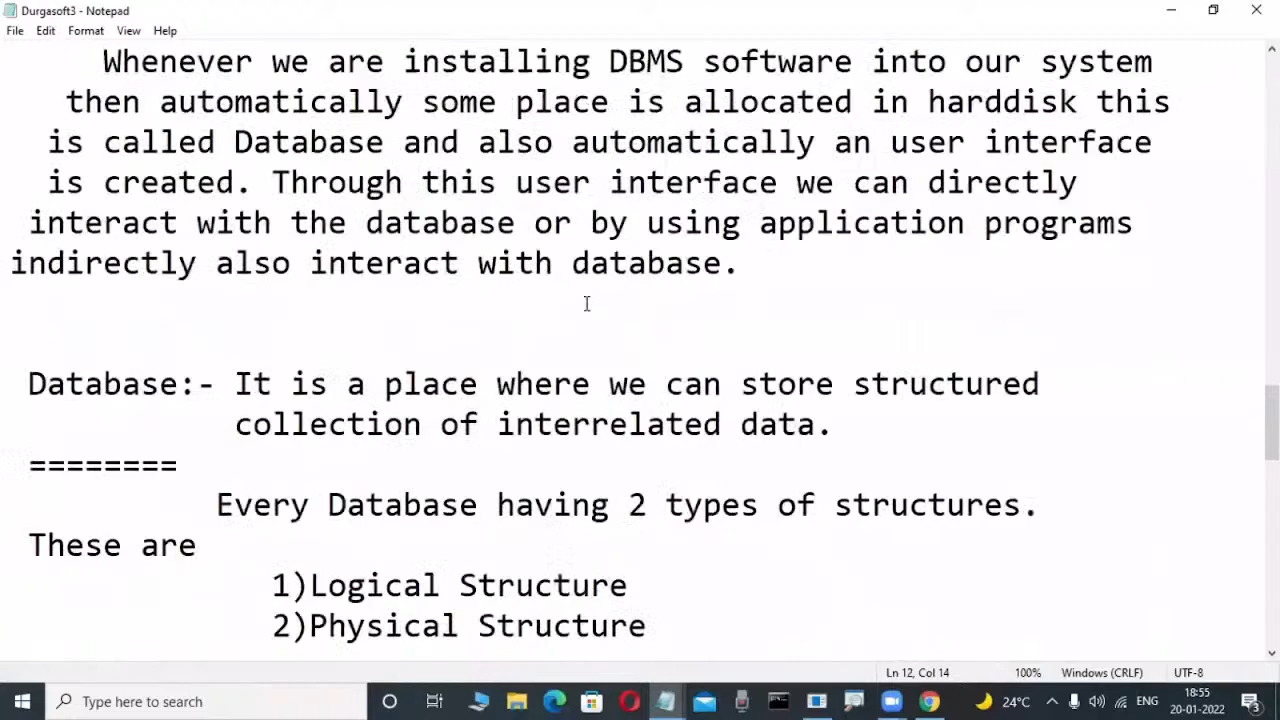 Durgasoft3 - Notepad
File Edit Format View Help
Whenever we are installing DBMS software into our system
then automatically some place is allocated in harddisk this
is called Database and also automatically an user interface
is created. Through this user interface we can directly
interact with the database or by using application programs
indirectly also interact with database.
Database:- It is a place where we can store structured
collection of interrelated data.
========
Every Database having 2 types of structures.
These are
1)Logical Structure
2)Physical Structure
Ln 12, Col 14 100% Windows (CRLF) UTF-8
Type here to search 24°C ENG 18:55
20-01-2022 3